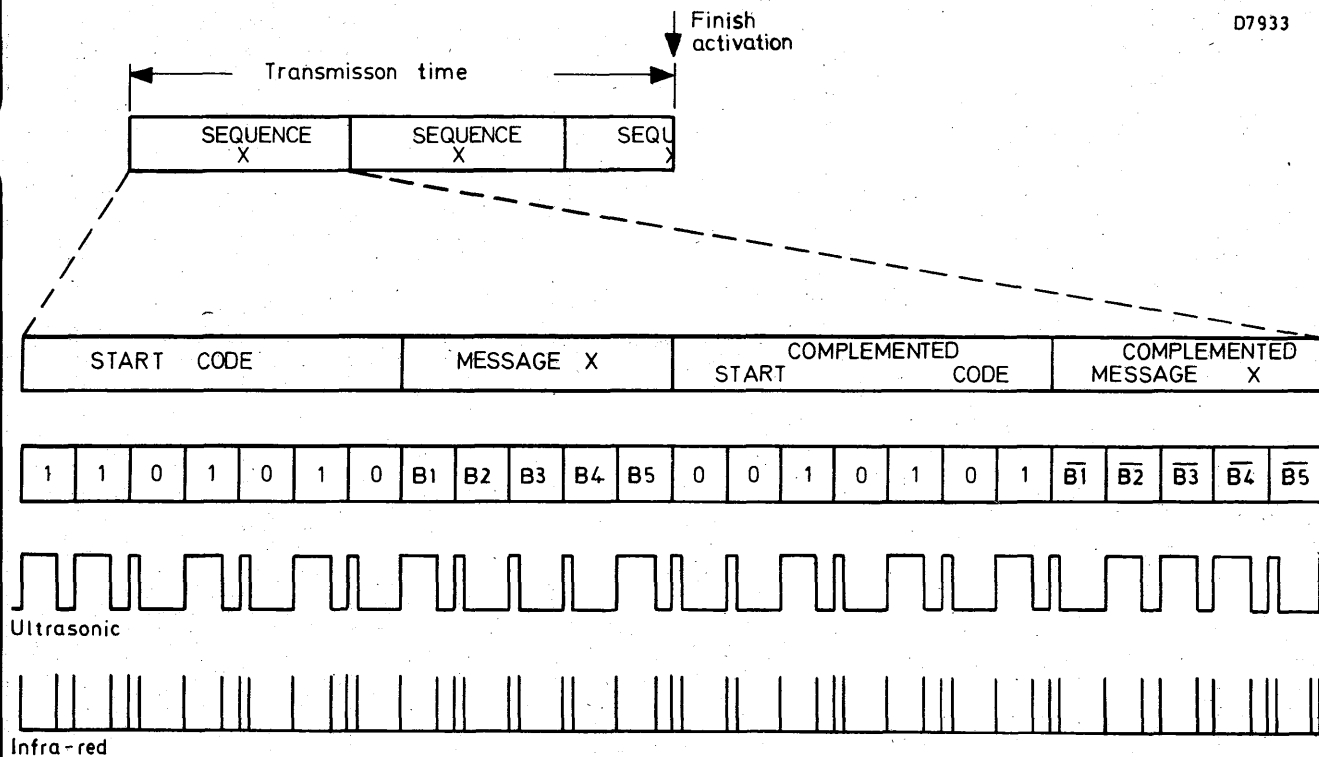 Finish
activation
D7933
Transmisson time
SEQUENCE
X
SEQUENCE
X
SEQU
X
START CODE
MESSAGE X
COMPLEMENTED
START CODE
COMPLEMENTED
MESSAGE X
1 1 0 1 0 1 0 B1 B2 B3 B4 B5 0 0 1 0 1 0 1 B̅1̅ B̅2̅ B̅3̅ B̅4̅ B̅5̅
Ultrasonic
Infra-red